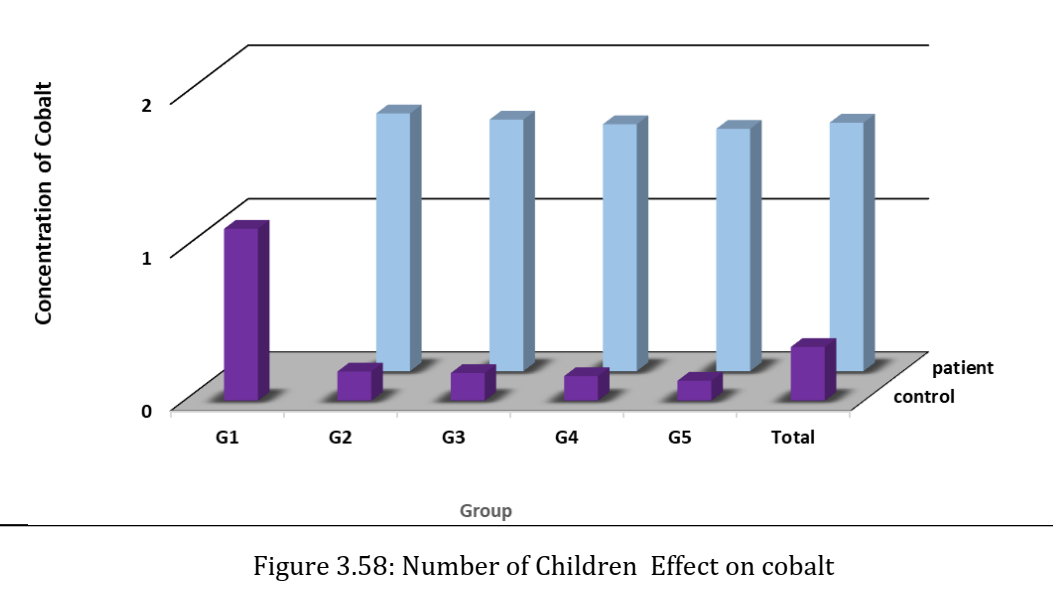 Concentration of Cobalt
2
1
0
G1 G2 G3 G4 G5 Total
patient
control
Group
Figure 3.58: Number of Children Effect on cobalt